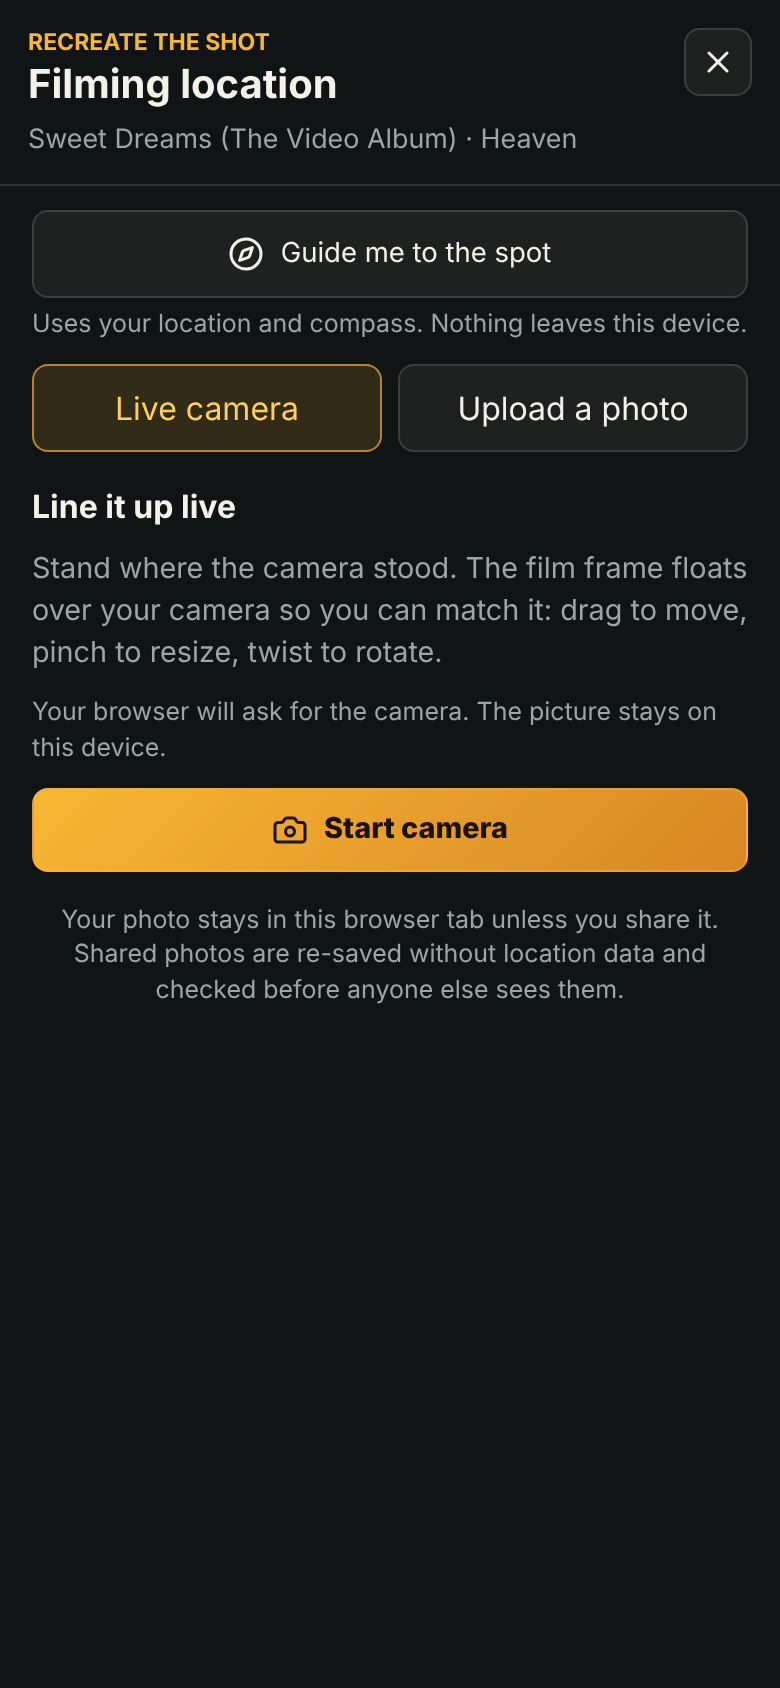 RECREATE THE SHOT
Filming location
Sweet Dreams (The Video Album) · Heaven
Guide me to the spot
Uses your location and compass. Nothing leaves this device.
Live camera
Upload a photo
Line it up live
Stand where the camera stood. The film frame floats
over your camera so you can match it: drag to move,
pinch to resize, twist to rotate.
Your browser will ask for the camera. The picture stays on
this device.
Start camera
Your photo stays in this browser tab unless you share it.
Shared photos are re-saved without location data and
checked before anyone else sees them.